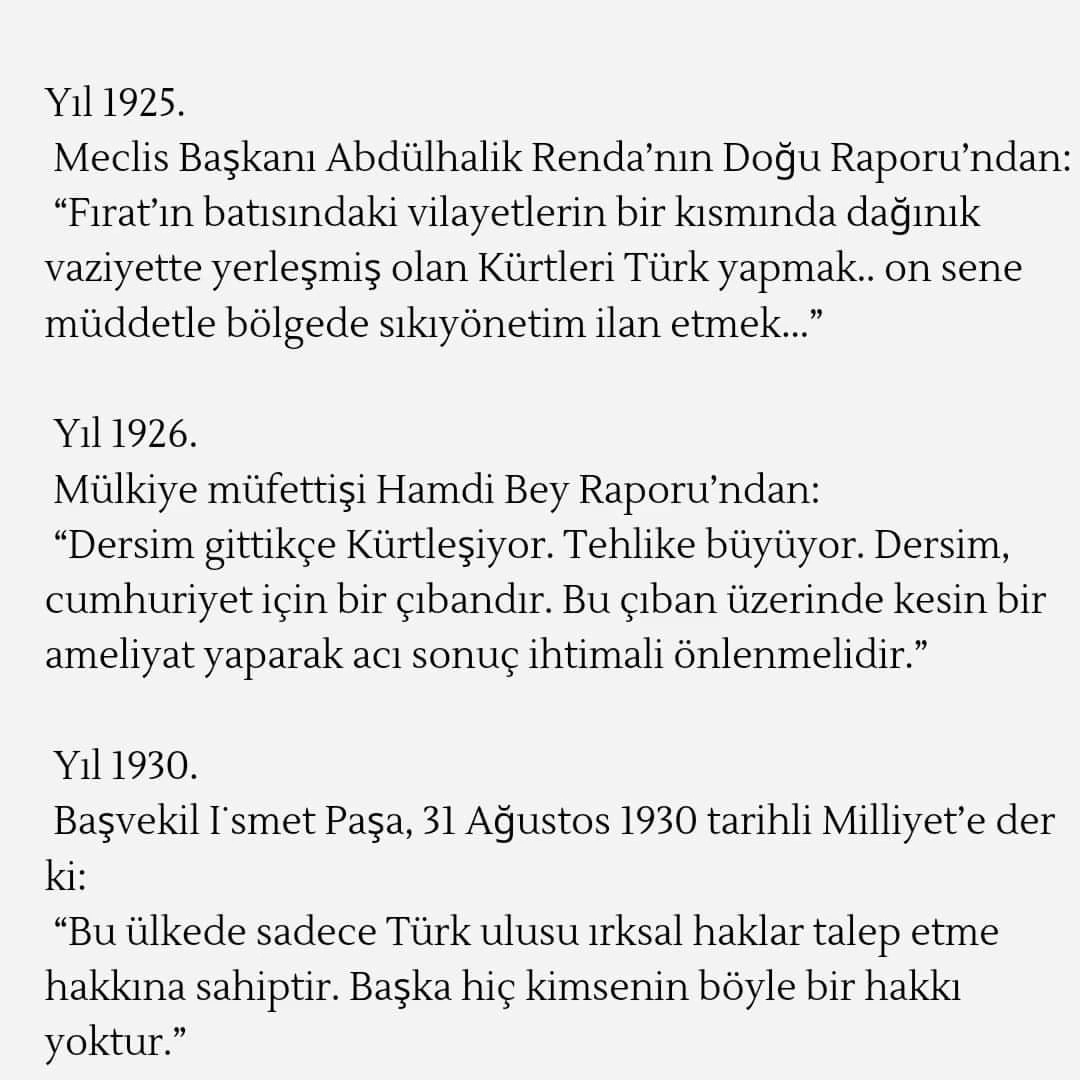 Yıl 1925.
Meclis Başkanı Abdülhalik Renda’nın Doğu Raporu’ndan:
“Fırat’ın batısındaki vilayetlerin bir kısmında dağınık
vaziyette yerleşmiş olan Kürtleri Türk yapmak.. on sene
müddetle bölgede sıkıyönetim ilan etmek...”
Yıl 1926.
Mülkiye müfettişi Hamdi Bey Raporu’ndan:
“Dersim gittikçe Kürtleşiyor. Tehlike büyüyor. Dersim,
cumhuriyet için bir çıbandır. Bu çıban üzerinde kesin bir
ameliyat yaparak acı sonuç ihtimali önlenmelidir.”
Yıl 1930.
Başvekil İsmet Paşa, 31 Ağustos 1930 tarihli Milliyet’e der
ki:
“Bu ülkede sadece Türk ulusu ırksal haklar talep etme
hakkına sahiptir. Başka hiç kimsenin böyle bir hakkı
yoktur.”